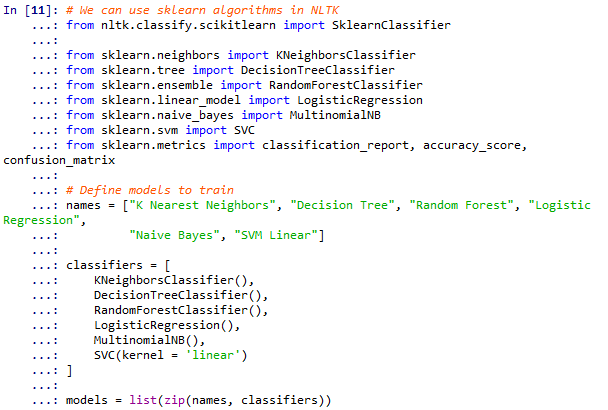 In [11]: # We can use sklearn algorithms in NLTK
    ...: from nltk.classify.scikitlearn import SklearnClassifier
    ...:
    ...: from sklearn.neighbors import KNeighborsClassifier
    ...: from sklearn.tree import DecisionTreeClassifier
    ...: from sklearn.ensemble import RandomForestClassifier
    ...: from sklearn.linear_model import LogisticRegression
    ...: from sklearn.naive_bayes import MultinomialNB
    ...: from sklearn.svm import SVC
    ...: from sklearn.metrics import classification_report, accuracy_score,
confusion_matrix
    ...:
    ...: # Define models to train
    ...: names = ["K Nearest Neighbors", "Decision Tree", "Random Forest", "Logistic
Regression",
    ...:          "Naive Bayes", "SVM Linear"]
    ...:
    ...: classifiers = [
    ...:     KNeighborsClassifier(),
    ...:     DecisionTreeClassifier(),
    ...:     RandomForestClassifier(),
    ...:     LogisticRegression(),
    ...:     MultinomialNB(),
    ...:     SVC(kernel = 'linear')
    ...: ]
    ...:
    ...: models = list(zip(names, classifiers))